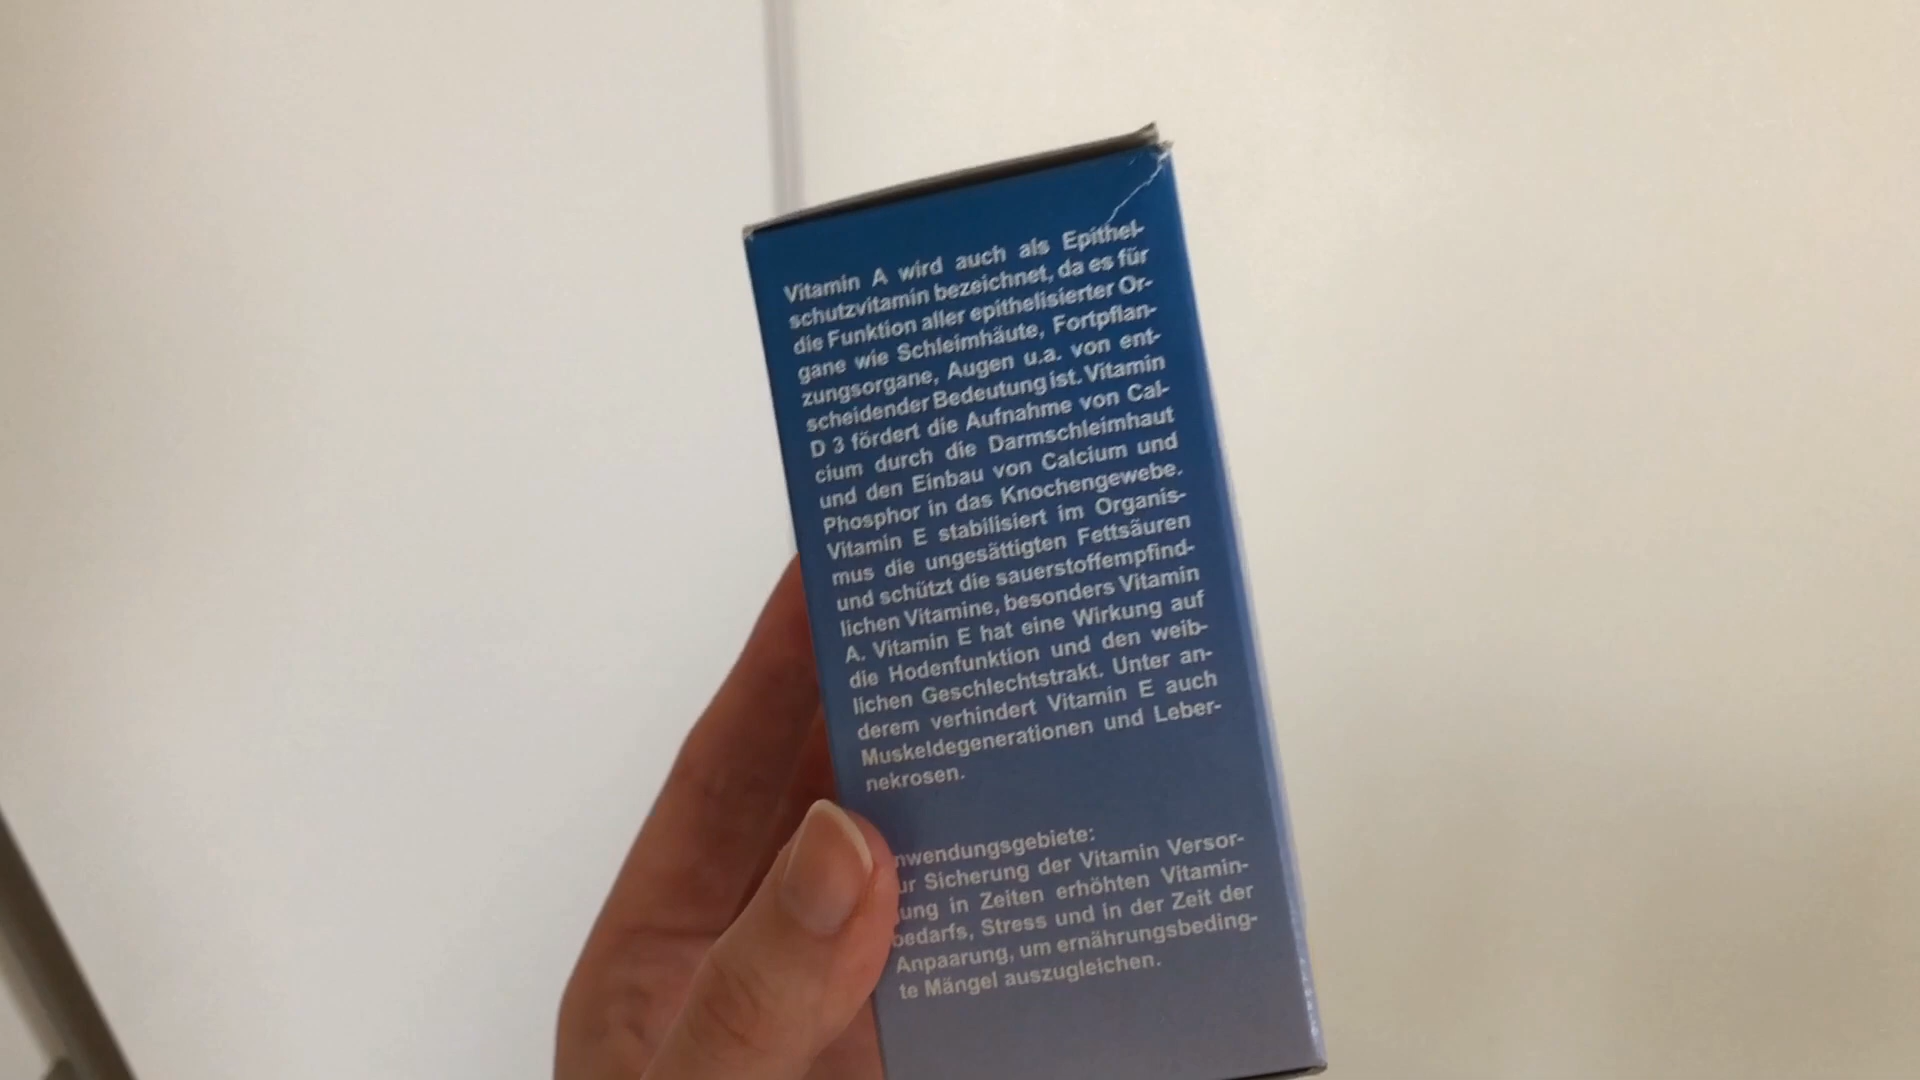 Vitamin A wird auch als Epithel-
schutzvitamin bezeichnet, da es für
die Funktion aller epithelisierter Or-
gane wie Schleimhäute, Fortpflan-
zungsorgane, Augen u.a. von ent-
scheidender Bedeutung ist. Vitamin
D 3 fördert die Aufnahme von Cal-
cium durch die Darmschleimhaut
und den Einbau von Calcium und
Phosphor in das Knochengewebe.
Vitamin E stabilisiert im Organis-
mus die ungesättigten Fettsäuren
und schützt die sauerstoffempfind-
lichen Vitamine, besonders Vitamin
A. Vitamin E hat eine Wirkung auf
die Hodenfunktion und den weib-
lichen Geschlechtstrakt. Unter an-
derem verhindert Vitamin E auch
Muskeldegenerationen und Leber-
nekrosen.
nwendungsgebiete:
ur Sicherung der Vitamin Versor-
ung in Zeiten erhöhten Vitamin-
bedarfs, Stress und in der Zeit der
Anpaarung, um ernährungsbeding-
te Mängel auszugleichen.